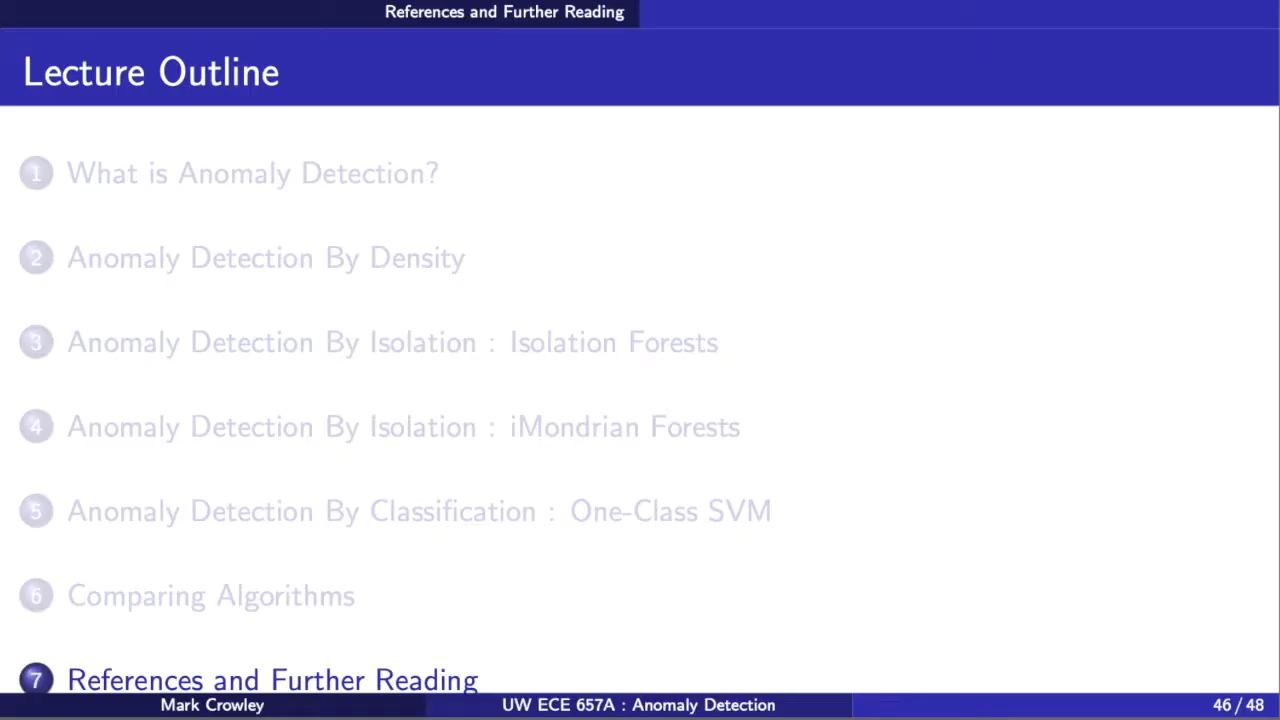 References and Further Reading
Lecture Outline
1 What is Anomaly Detection?
2 Anomaly Detection By Density
3 Anomaly Detection By Isolation : Isolation Forests
4 Anomaly Detection By Isolation : iMondrian Forests
5 Anomaly Detection By Classification : One-Class SVM
6 Comparing Algorithms
7 References and Further Reading
Mark Crowley UW ECE 657A : Anomaly Detection 46 / 48